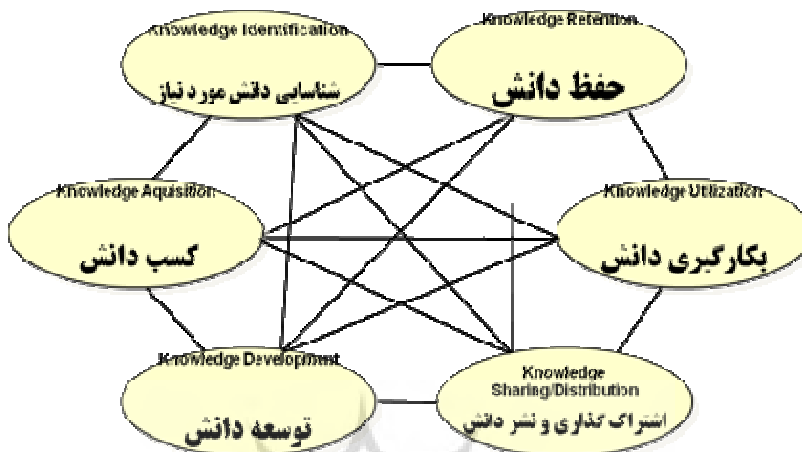 Knowledge Identification
شناسایی دانش مورد نیاز
Knowledge Retention
حفظ دانش
Knowledge Aquisition
کسب دانش
Knowledge Utilization
بکارگیری دانش
Knowledge Development
توسعه دانش
Knowledge
Sharing/Distribution
اشتراک گذاری و نشر دانش